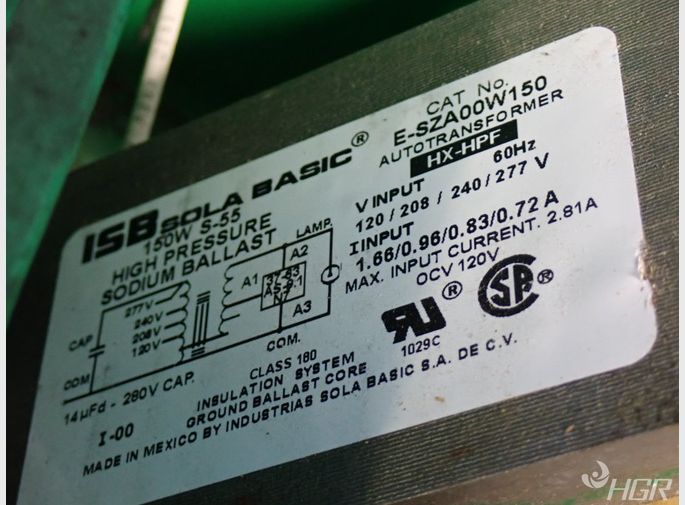 CAT No.
E-SZA00W150
AUTOTRANSFORMER
HX-HPF
60Hz
ISB SOLA BASIC®
150W S-55
HIGH PRESSURE
SODIUM BALLAST
V INPUT
120 / 208 / 240 / 277 V
I INPUT
1.66/0.96/0.83/0.72 A
MAX. INPUT CURRENT. 2.81A
OCV 120V
LAMP.
A2
A1
A3
COM.
277V
240V
208V
120V
CAP
COM
14µFd - 280V CAP.
CLASS 180
INSULATION SYSTEM
GROUND BALLAST CORE
I-00
MADE IN MEXICO BY INDUSTRIAS SOLA BASIC S.A. DE C.V.
®
1029C
®
HGR